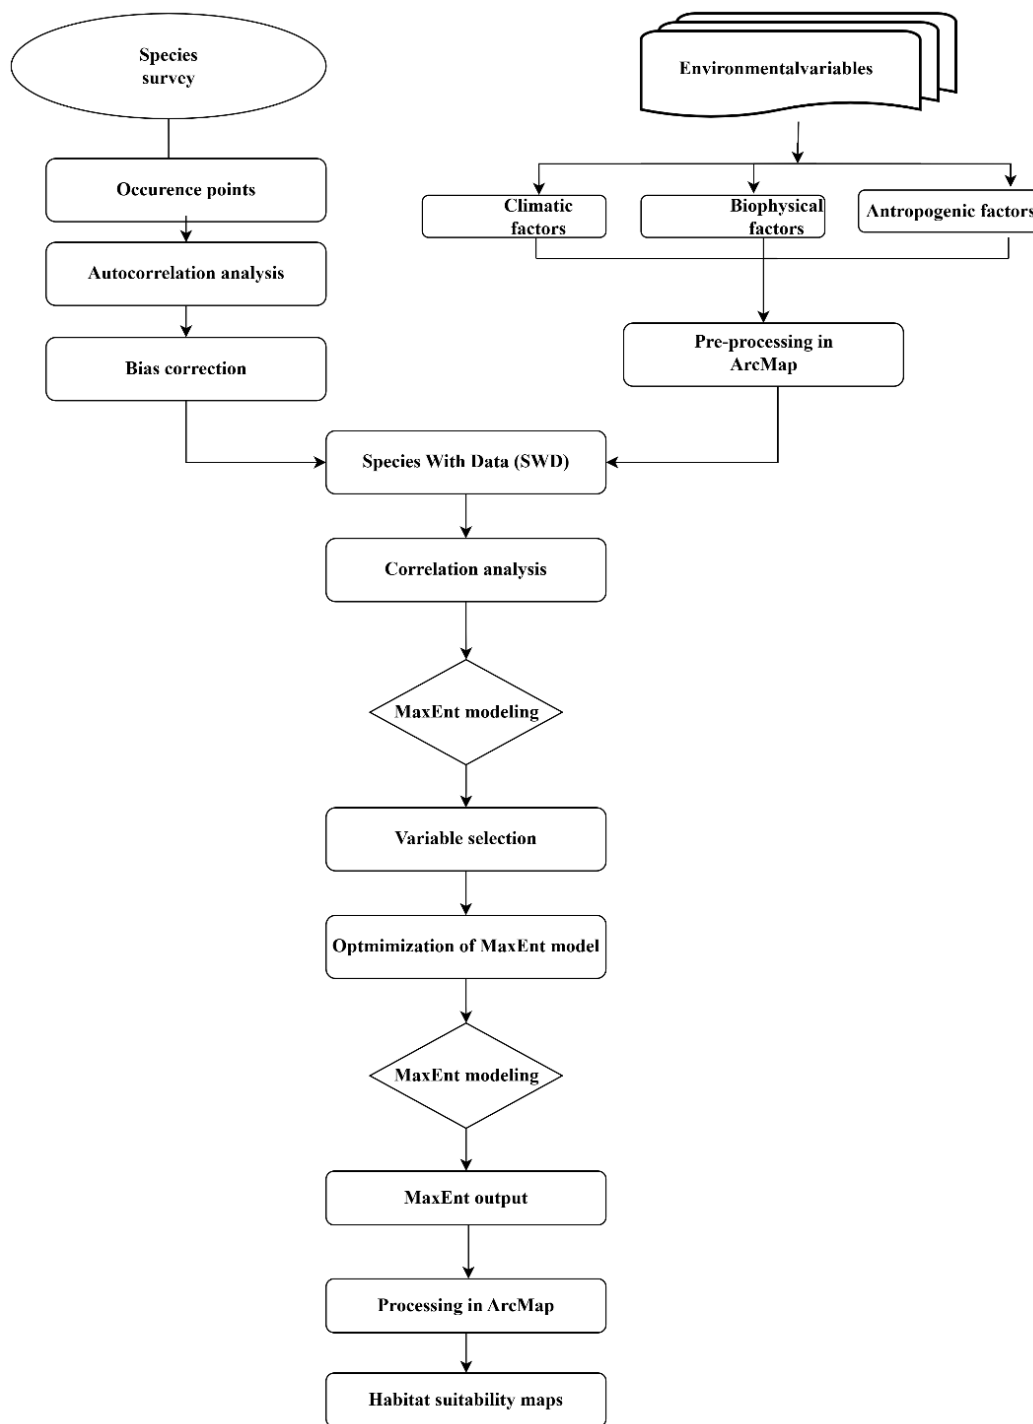 Species
survey
Environmentalvariables
Occurence points
Climatic
factors
Biophysical
factors
Antropogenic factors
Autocorrelation analysis
Bias correction
Pre-processing in
ArcMap
Species With Data (SWD)
Correlation analysis
MaxEnt modeling
Variable selection
Optmimization of MaxEnt model
MaxEnt modeling
MaxEnt output
Processing in ArcMap
Habitat suitability maps